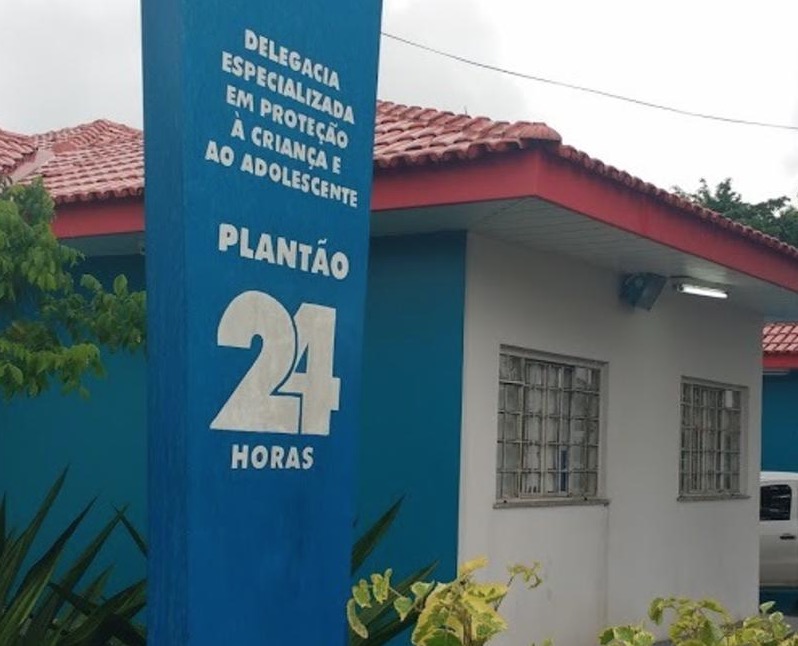 DELEGACIA
ESPECIALIZADA
EM PROTEÇÃO
À CRIANÇA E
AO ADOLESCENTE
PLANTÃO
24
HORAS